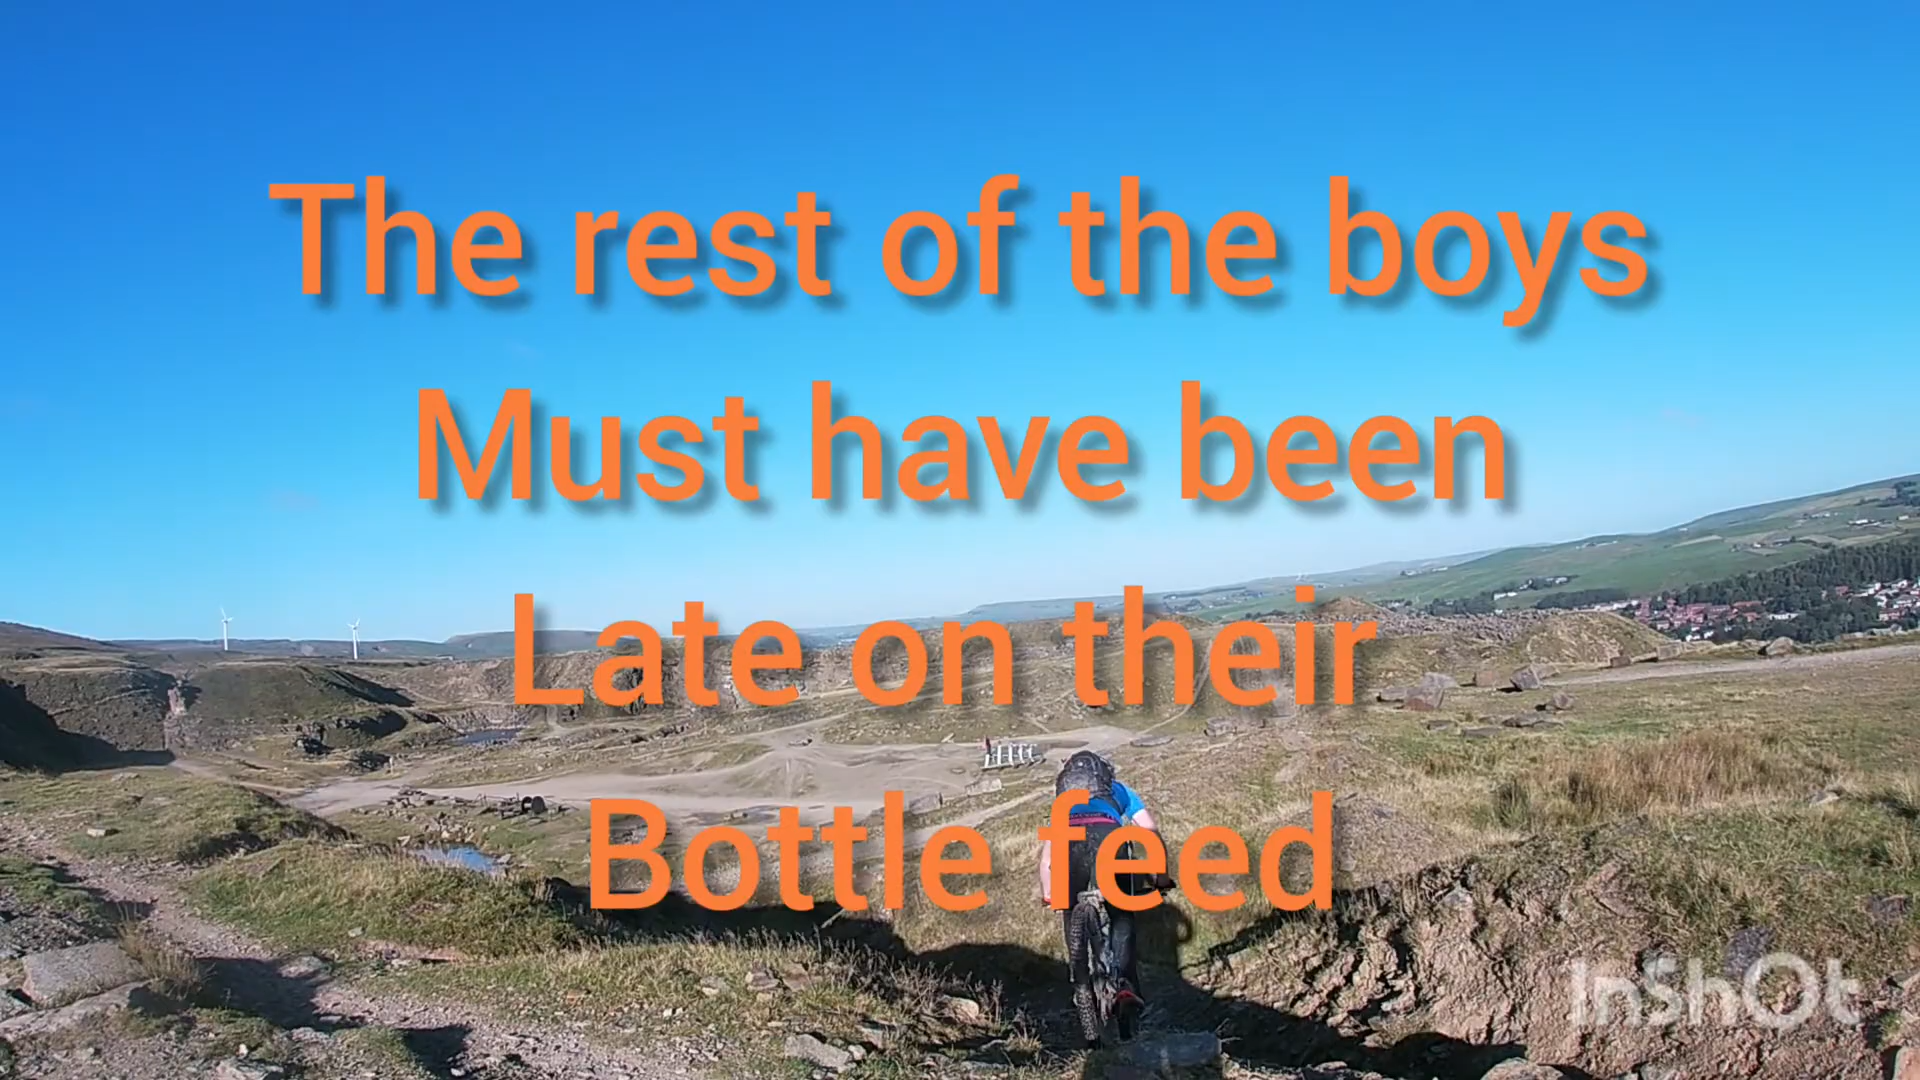 The rest of the boys
Must have been
Late on their
Bottle feed
InShOt